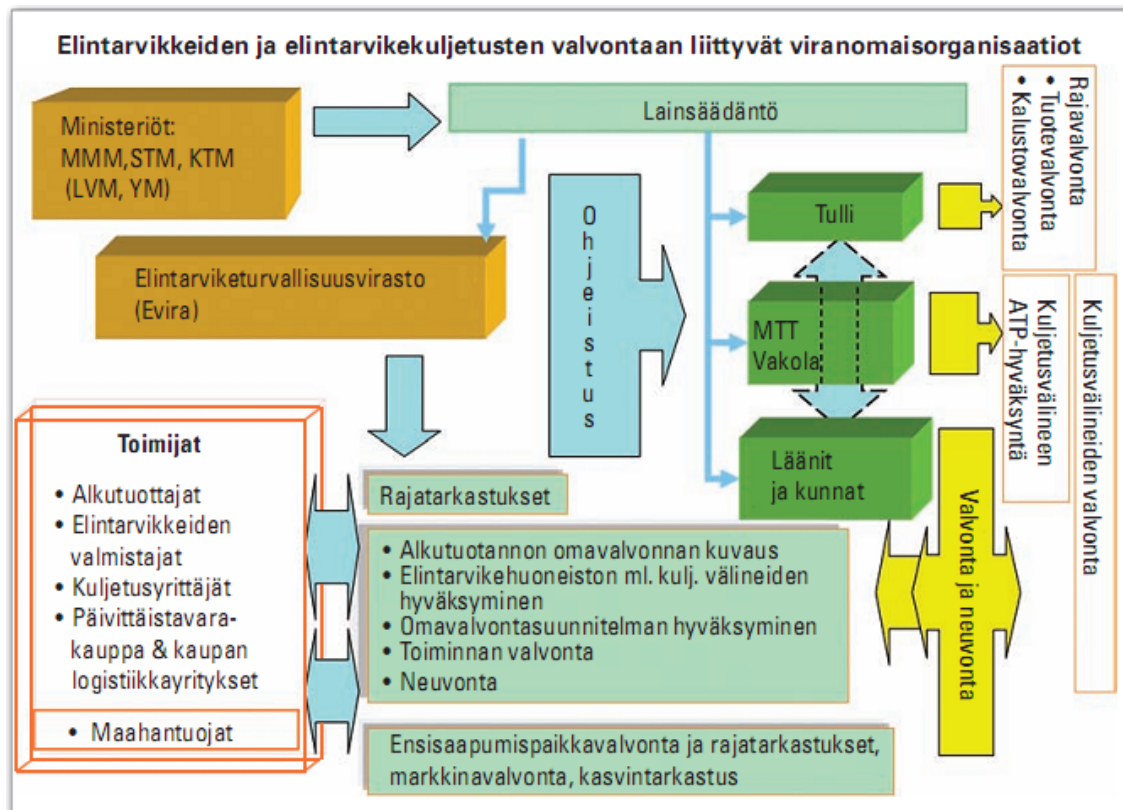 Elintarvikkeiden ja elintarvikekuljetusten valvontaan liittyvät viranomaisorganisaatiot
Ministeriöt:
MMM,STM, KTM
(LVM, YM)
Lainsäädäntö
Rajavalvonta
• Tuotevalvonta
• Kalustovalvonta
Tulli
Elintarviketurvallisuusvirasto
(Evira)
Ohjeistus
MTT
Vakola
Kuljetusvälineen
ATP-hyväksyntä
Kuljetusvälineiden valvonta
Läänit
ja kunnat
Valvonta ja neuvonta
Toimijat
• Alkutuottajat
• Elintarvikkeiden
valmistajat
• Kuljetusyrittäjät
• Päivittäistavara-
kauppa & kaupan
logistiikkayritykset
• Maahantuojat
Rajatarkastukset
• Alkutuotannon omavalvonnan kuvaus
• Elintarvikehuoneiston ml. kulj. välineiden
hyväksyminen
• Omavalvontasuunnitelman hyväksyminen
• Toiminnan valvonta
• Neuvonta
Ensisaapumispaikkavalvonta ja rajatarkastukset,
markkinavalvonta, kasvintarkastus